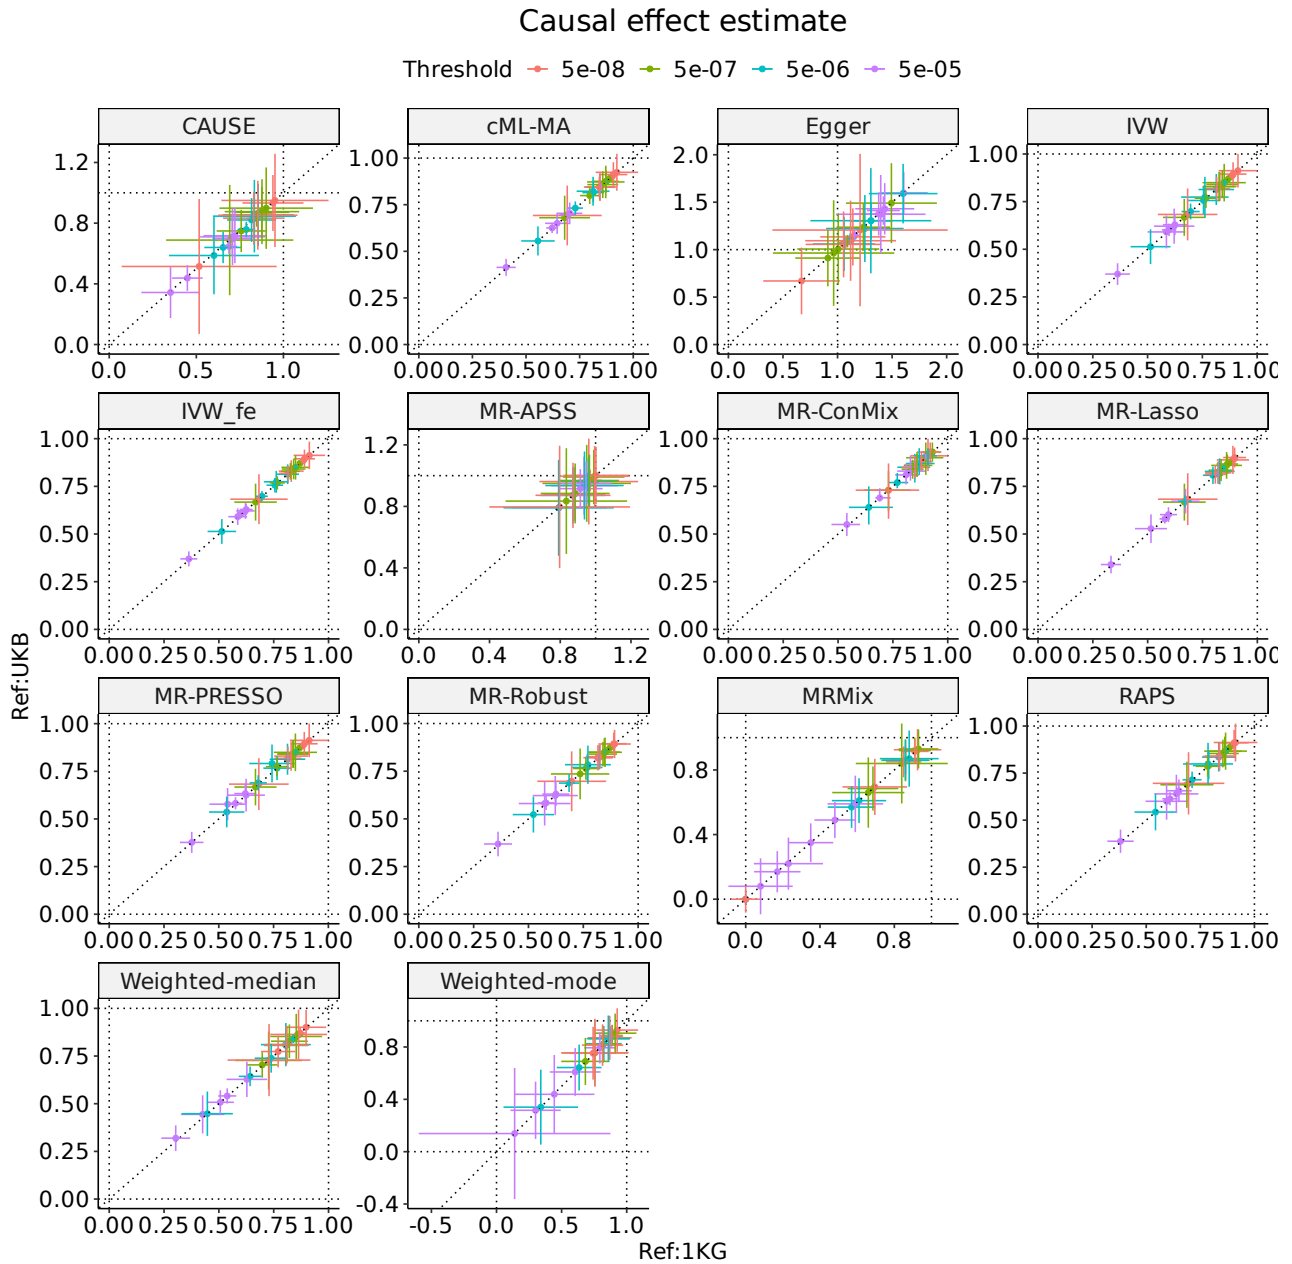 Causal effect estimate
Threshold 5e-08 5e-07 5e-06 5e-05
CAUSE cML-MA Egger IVW
1.2 0.8 0.4 0.0
0.0 0.5 1.0
1.00 0.75 0.50 0.25 0.00
0.00 0.25 0.50 0.75 1.00
2.0 1.5 1.0 0.5 0.0
0.0 0.5 1.0 1.5 2.0
1.00 0.75 0.50 0.25 0.00
0.00 0.25 0.50 0.75 1.00
IVW_fe MR-APSS MR-ConMix MR-Lasso
1.00 0.75 0.50 0.25 0.00
0.00 0.25 0.50 0.75 1.00
1.2 0.8 0.4 0.0
0.0 0.4 0.8 1.2
1.00 0.75 0.50 0.25 0.00
0.00 0.25 0.50 0.75 1.00
1.00 0.75 0.50 0.25 0.00
0.00 0.25 0.50 0.75 1.00
Ref:UKB
MR-PRESSO MR-Robust MRMix RAPS
1.00 0.75 0.50 0.25 0.00
0.00 0.25 0.50 0.75 1.00
1.00 0.75 0.50 0.25 0.00
0.00 0.25 0.50 0.75 1.00
0.8 0.4 0.0
0.0 0.4 0.8
1.00 0.75 0.50 0.25 0.00
0.00 0.25 0.50 0.75 1.00
Weighted-median Weighted-mode
1.00 0.75 0.50 0.25 0.00
0.00 0.25 0.50 0.75 1.00
0.8 0.4 0.0 -0.4
-0.5 0.0 0.5 1.0
Ref:1KG